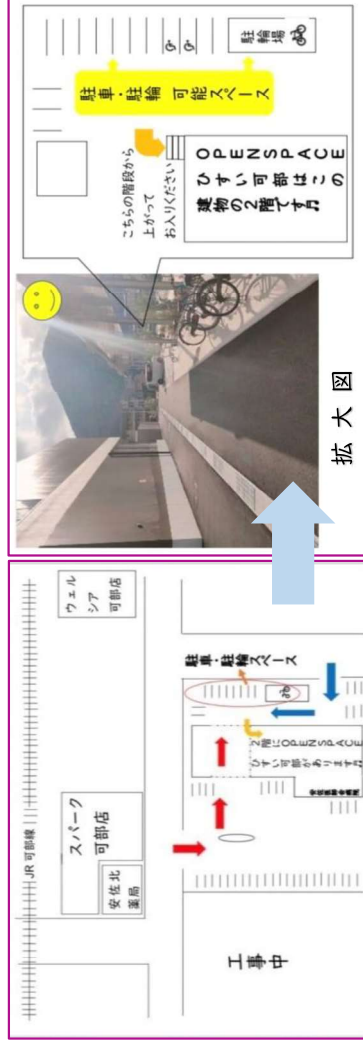 JR可部線
スパーク
可部店
安佐北
薬局
ウェル
シア
可部店
工事中
駐車・駐輪スペース
2階にOPENSPACE
ひすい可部があります♬
拡大図
駐車・駐輪 可能スペース
駐輪場
こちらの階段から
上がって
お入りください
OPENSPACE
ひすい可部はこの
建物の2階です♬